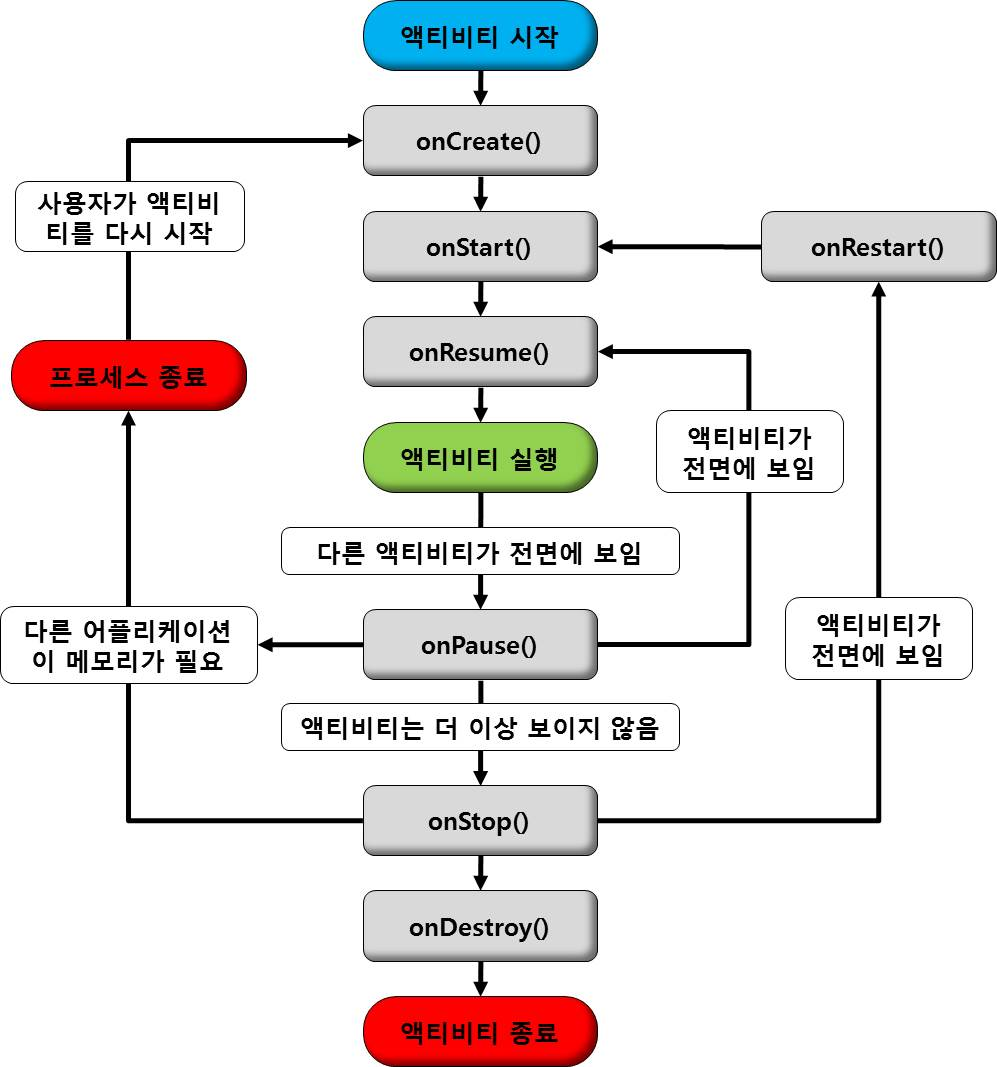 액티비티 시작
onCreate()
사용자가 액티비
티를 다시 시작
onStart()
onRestart()
onResume()
프로세스 종료
액티비티 실행
액티비티가
전면에 보임
다른 액티비티가 전면에 보임
다른 어플리케이션
이 메모리가 필요
onPause()
액티비티가
전면에 보임
액티비티는 더 이상 보이지 않음
onStop()
onDestroy()
액티비티 종료